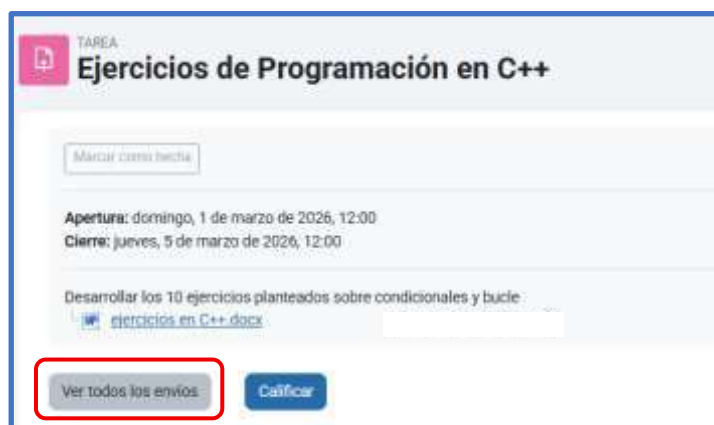 TAREA
Ejercicios de Programación en C++
Marcar como hecha
Apertura: domingo, 1 de marzo de 2026, 12:00
Cierre: jueves, 5 de marzo de 2026, 12:00
Desarrollar los 10 ejercicios planteados sobre condicionales y bucle
ejercicios en C++.docx
Ver todos los envíos
Calificar